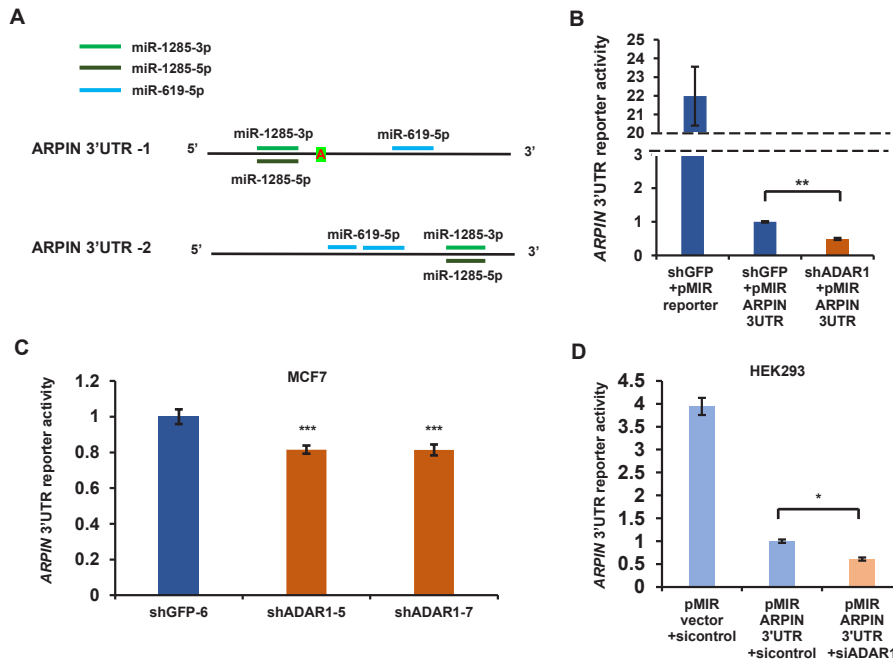 A
miR-1285-3p
miR-1285-5p
miR-619-5p
miR-1285-3p
miR-619-5p
ARPIN 3'UTR -1
5'
A
3'
miR-1285-5p
miR-619-5p
miR-1285-3p
ARPIN 3'UTR -2
5'
3'
miR-1285-5p
B
ARPIN 3'UTR reporter activity
25
24
23
22
21
20
3
2
1
0
**
shGFP
+pMIR
reporter
shGFP
+pMIR
ARPIN
3UTR
shADAR1
+pMIR
ARPIN
3UTR
C
MCF7
ARPIN 3'UTR reporter activity
1.2
1
0.8
0.6
0.4
0.2
0
***
***
shGFP-6
shADAR1-5
shADAR1-7
D
HEK293
ARPIN 3'UTR reporter activity
4.5
4
3.5
3
2.5
2
1.5
1
0.5
0
*
pMIR
vector
+sicontrol
pMIR
ARPIN
3'UTR
+sicontrol
pMIR
ARPIN
3'UTR
+siADAR1